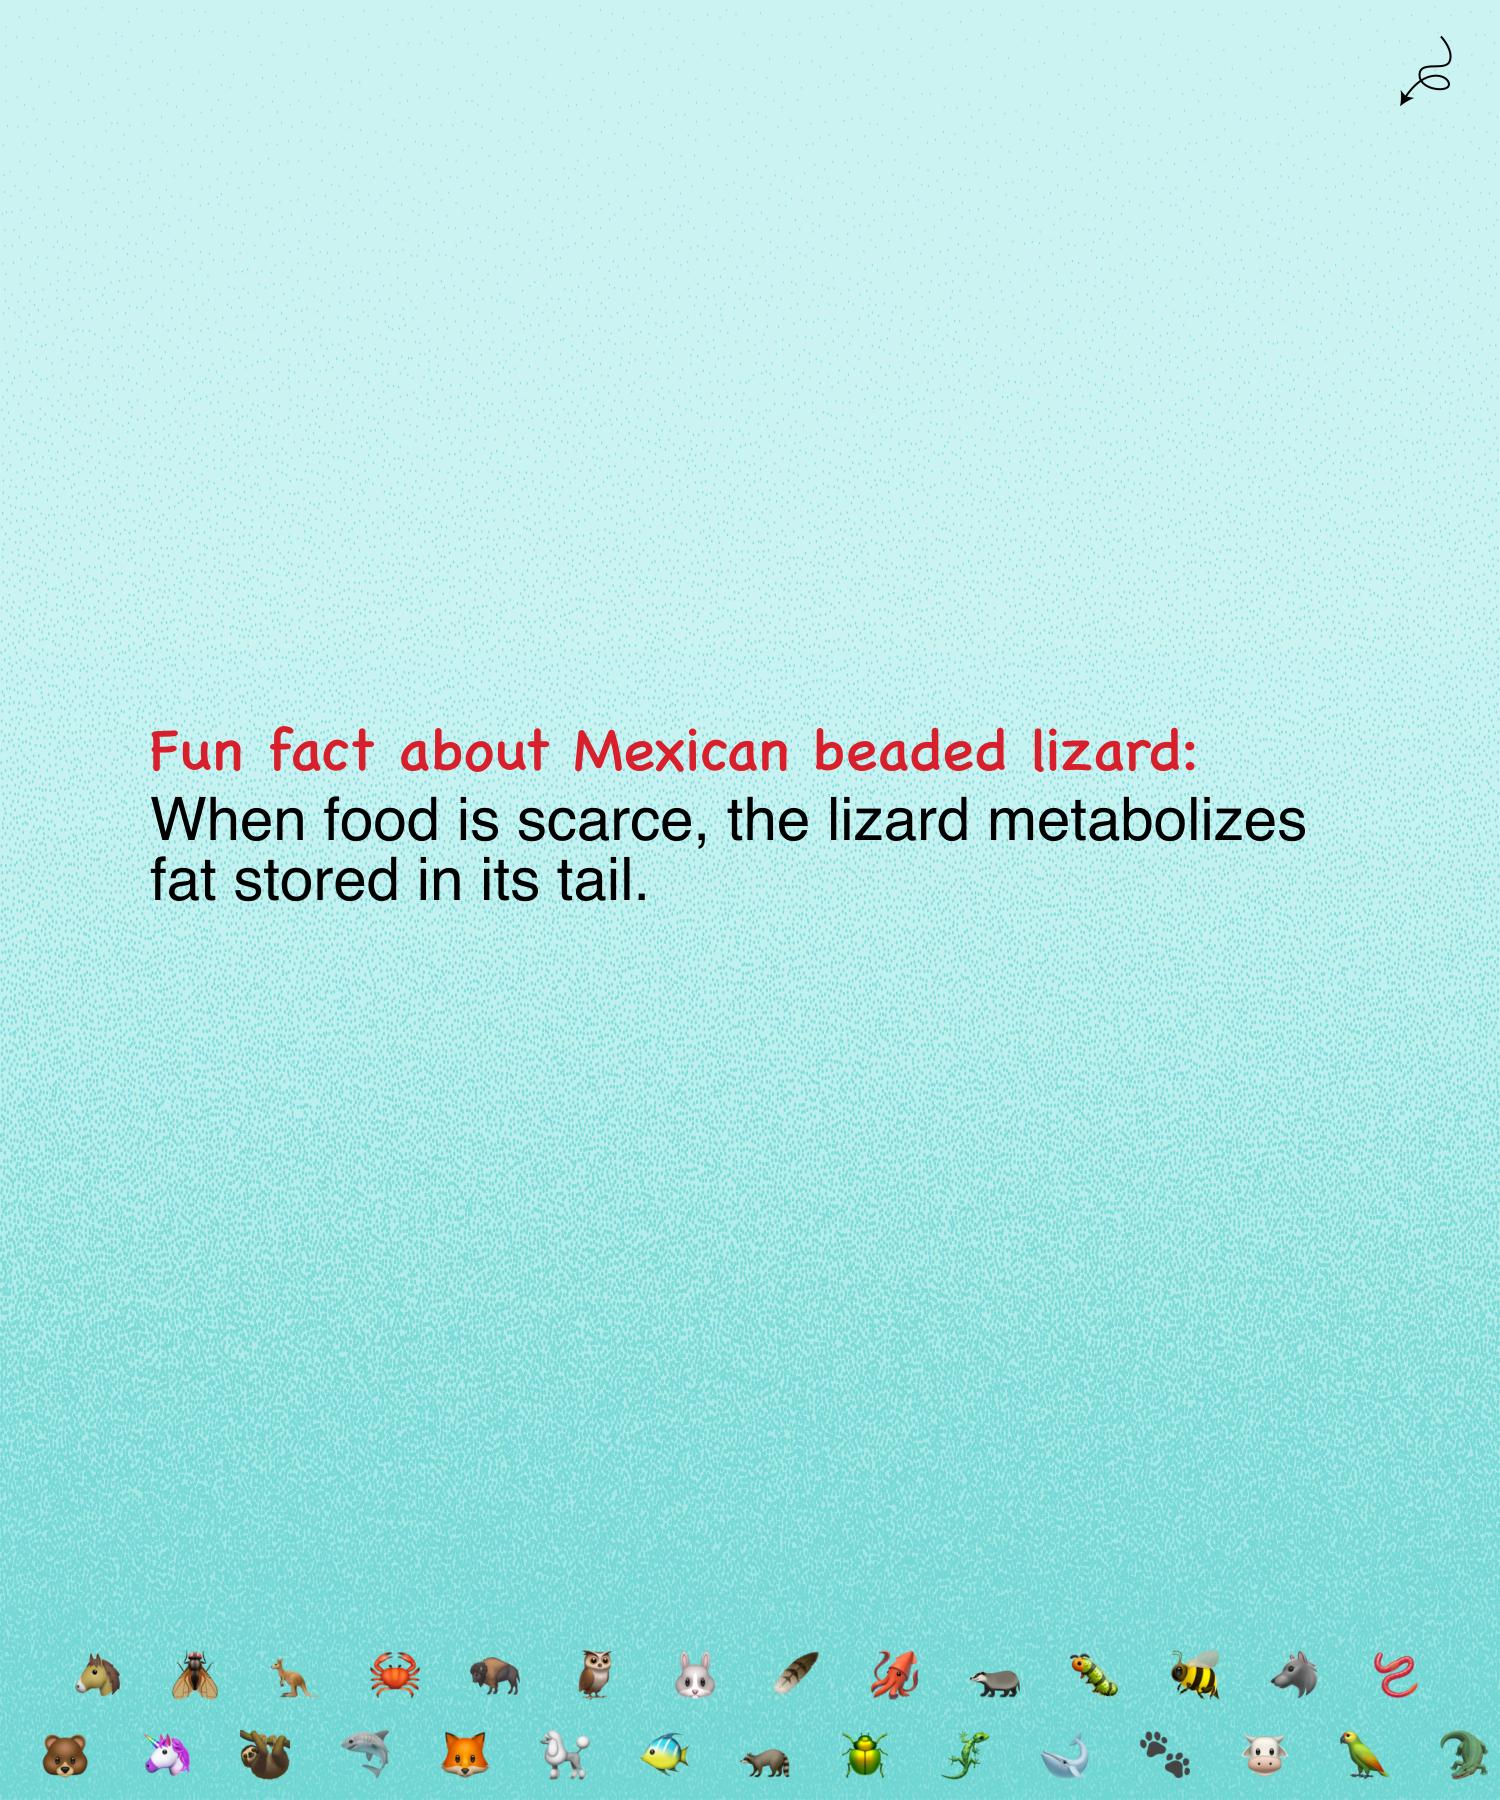 Fun fact about Mexican beaded lizard:
When food is scarce, the lizard metabolizes
fat stored in its tail.